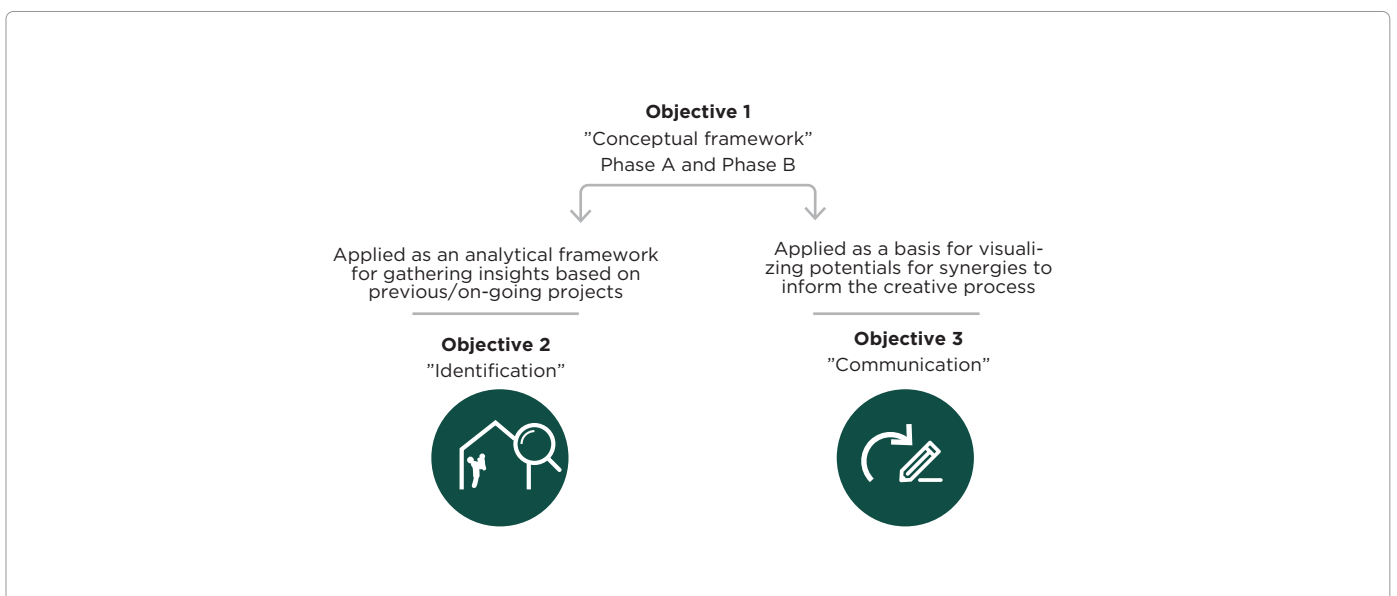 Objective 1
”Conceptual framework”
Phase A and Phase B
Applied as an analytical framework
for gathering insights based on
previous/on-going projects
Objective 2
”Identification”
Applied as a basis for visuali-
zing potentials for synergies to
inform the creative process
Objective 3
”Communication”